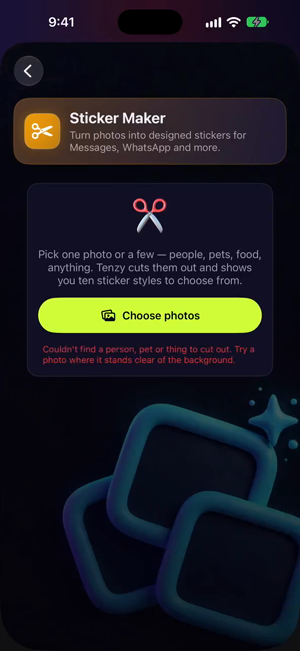 9:41
Sticker Maker
Turn photos into designed stickers for
Messages, WhatsApp and more.
Pick one photo or a few — people, pets, food,
anything. Tenzy cuts them out and shows
you ten sticker styles to choose from.
Choose photos
Couldn't find a person, pet or thing to cut out. Try a
photo where it stands clear of the background.